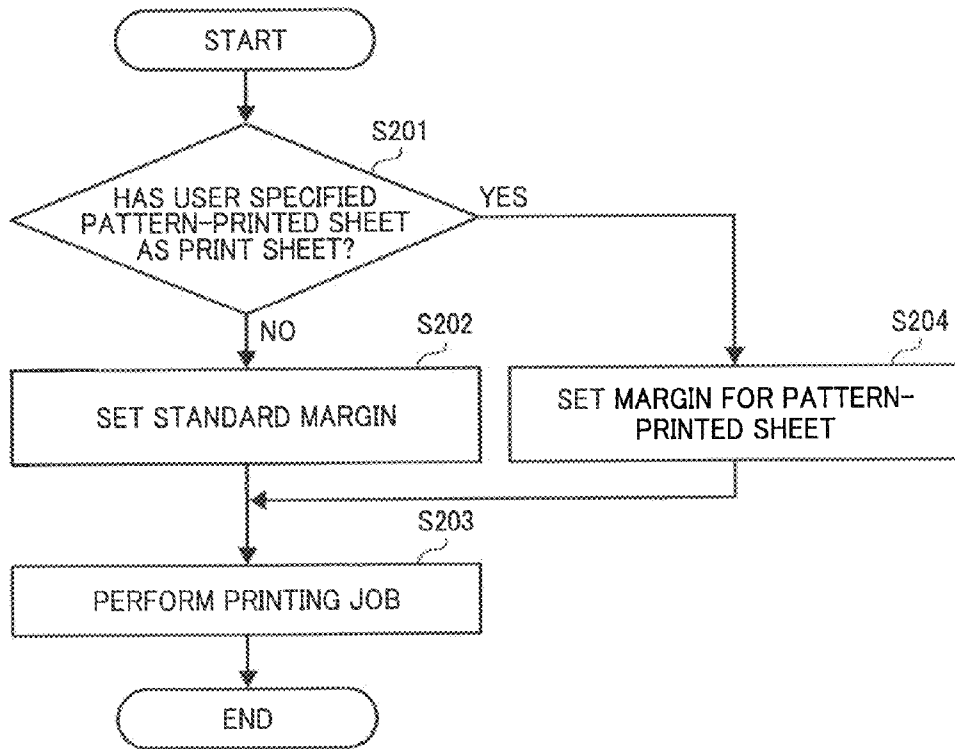 START
S201
HAS USER SPECIFIED
PATTERN-PRINTED SHEET
AS PRINT SHEET?
YES
NO
S202
SET STANDARD MARGIN
S204
SET MARGIN FOR PATTERN-
PRINTED SHEET
S203
PERFORM PRINTING JOB
END